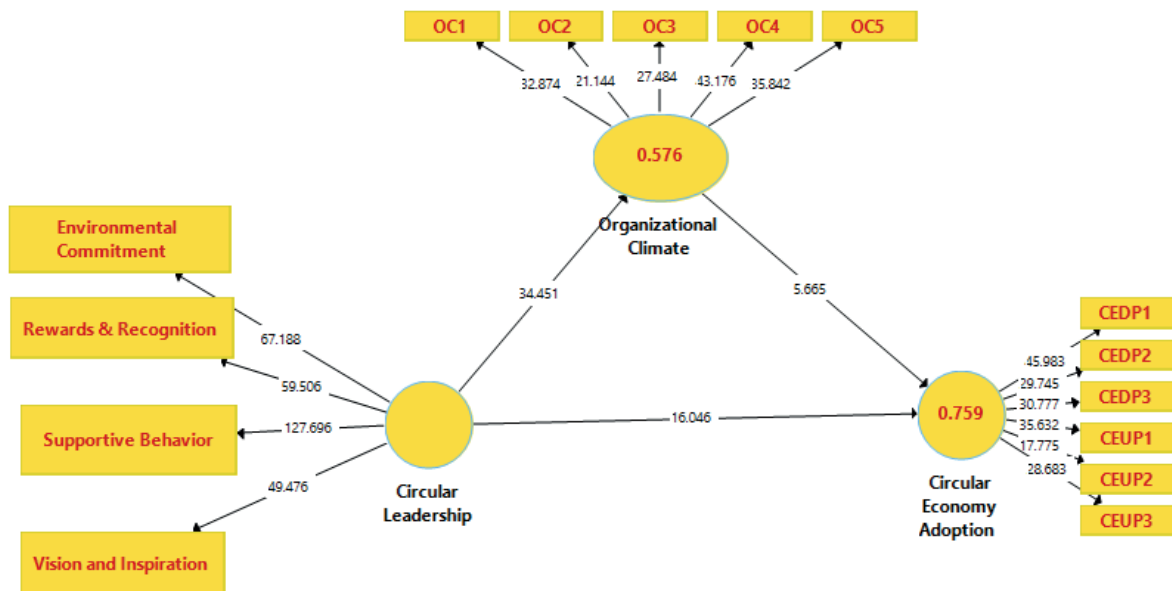 OC1
OC2
OC3
OC4
OC5
32.874
21.144
27.484
43.176
35.842
0.576
Organizational
Climate
Environmental
Commitment
Rewards & Recognition
Supportive Behavior
Vision and Inspiration
67.188
59.506
127.696
49.476
34.451
5.665
16.046
Circular
Leadership
0.759
Circular
Economy
Adoption
45.983
29.745
30.777
35.632
17.775
28.683
CEDP1
CEDP2
CEDP3
CEUP1
CEUP2
CEUP3